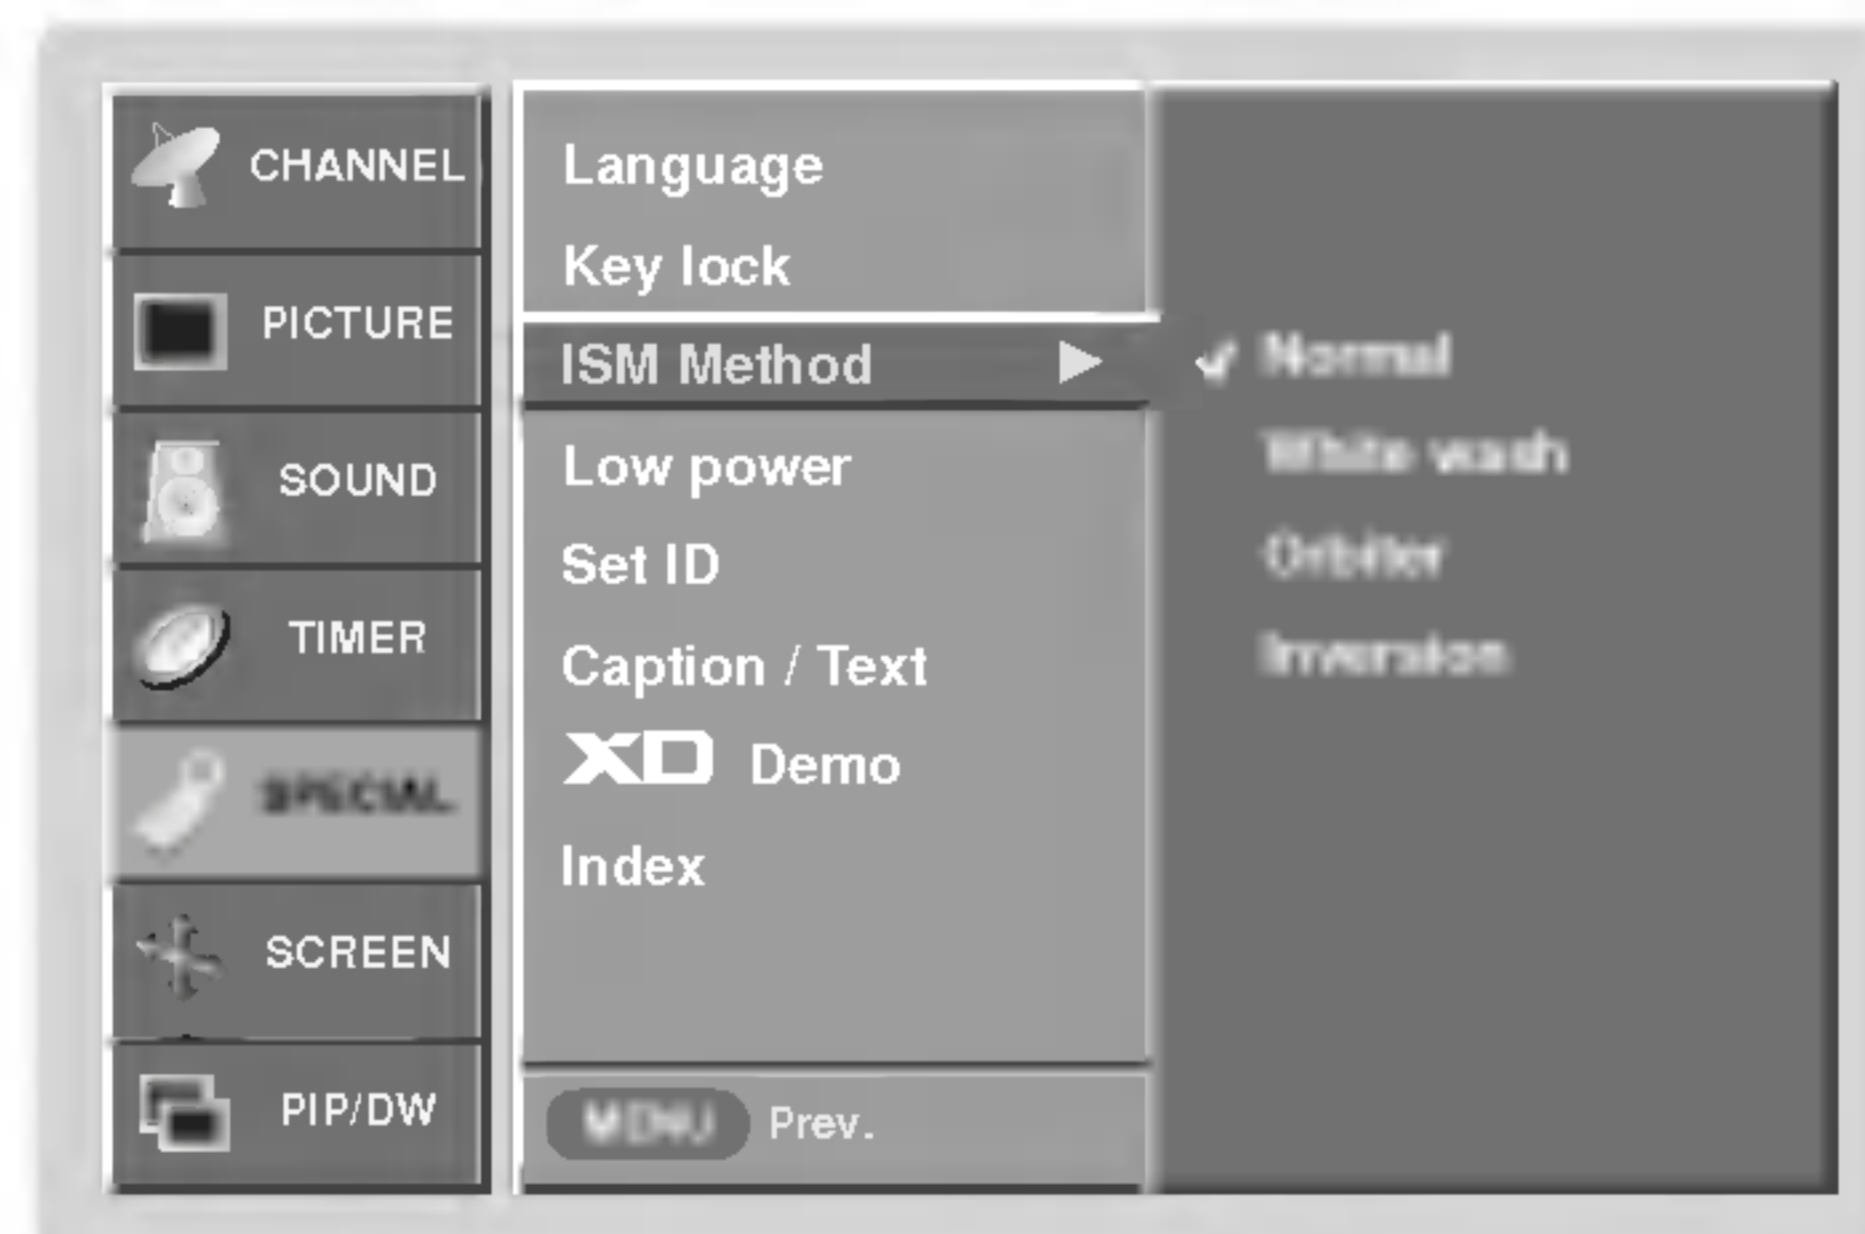 CHANNEL
PICTURE
SOUND
TIMER
SPECIAL
SCREEN
PIP/DW
Language
Key lock
ISM Method
Low power
Set ID
Caption / Text
XD Demo
Index
MENU Prev.
Normal
White wash
Orbiter
Inversion